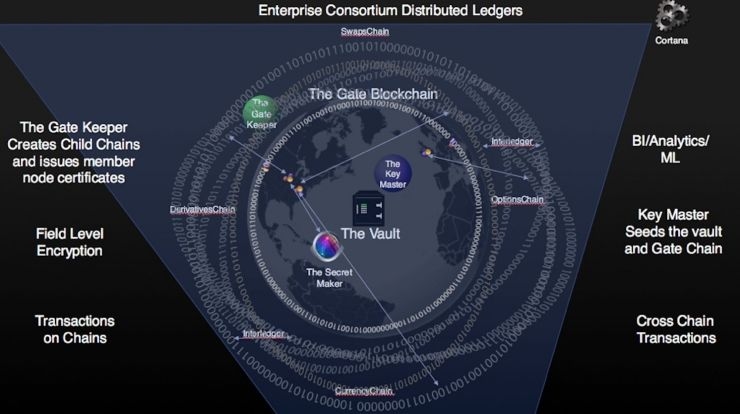 Enterprise Consortium Distributed Ledgers
Cortana
SwapsChain
The Gate Blockchain
The
Gate
Keeper
The Gate Keeper
Creates Child Chains
and issues member
node certificates
Interledger
BI/Analytics/
ML
The
Key
Master
OptionsChain
DerivativesChain
Key Master
Seeds the vault
and Gate Chain
Field Level
Encryption
The Vault
The Secret
Maker
Transactions
on Chains
Interledger
Cross Chain
Transactions
CurrencyChain